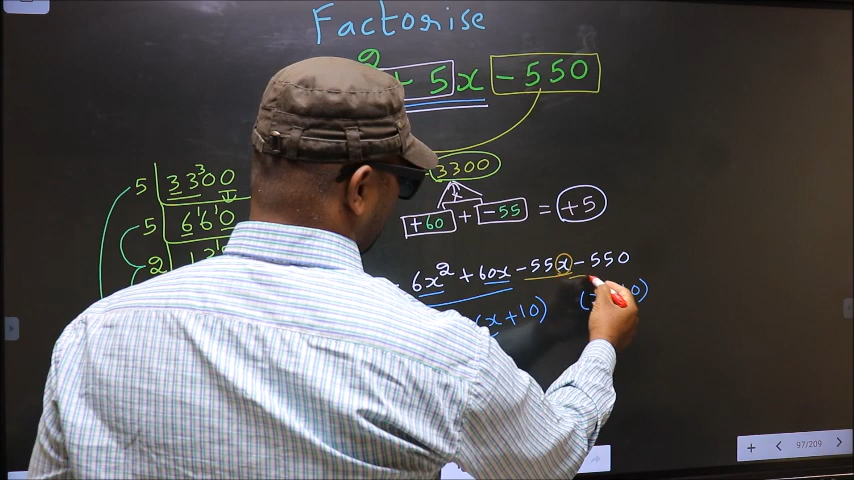 Factorise
2
+ 5x - 550
3300
5 3300
+60 + -55 = +5
5 660
2
6x² + 60x - 55x - 550
(x + 10)
97/209